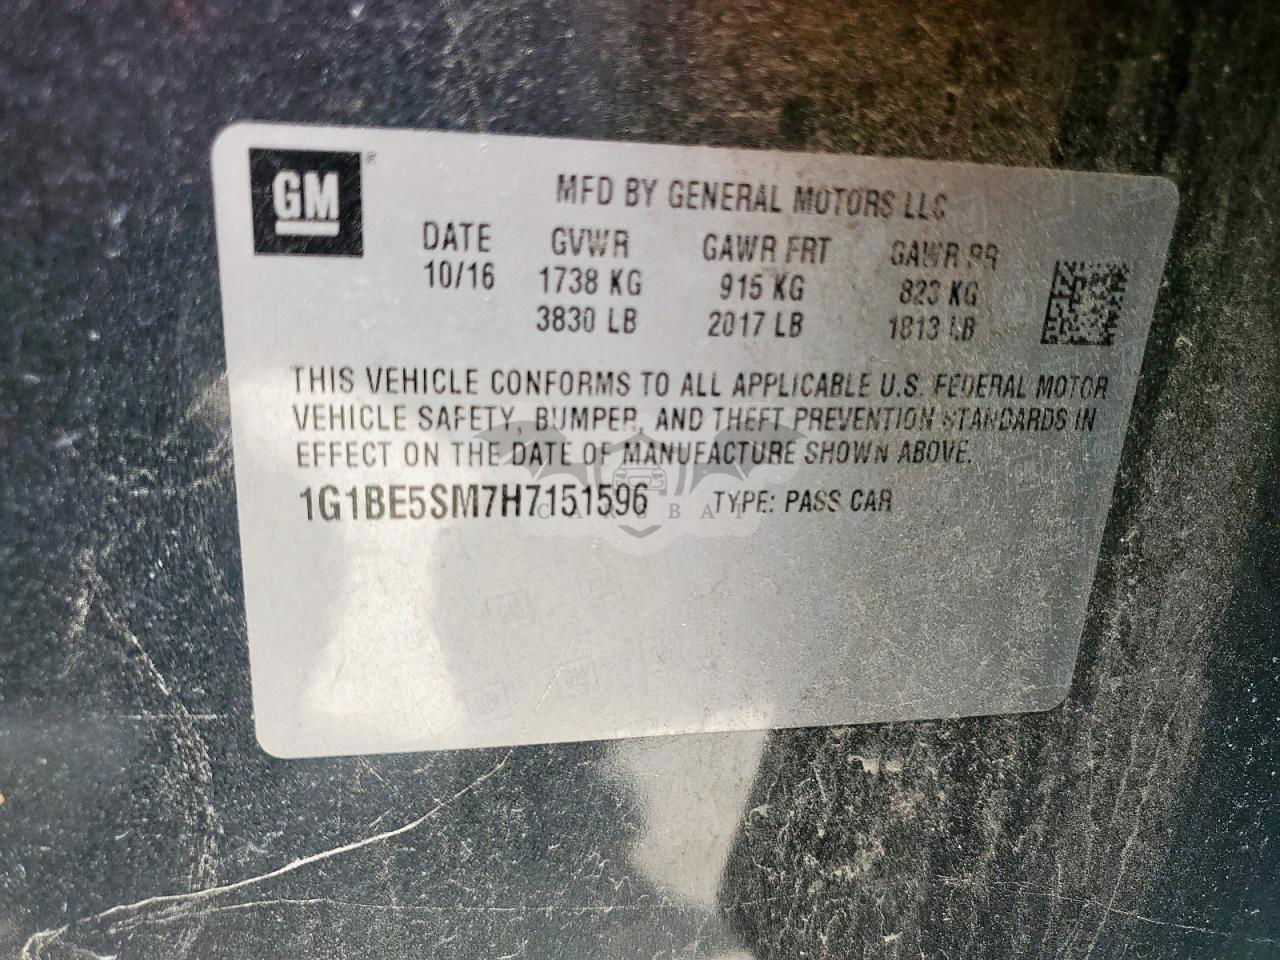 GM ®
MFD BY GENERAL MOTORS LLC
DATE GVWR GAWR FRT GAWR RR
10/16 1738 KG 915 KG 823 KG
3830 LB 2017 LB 1813 LB
THIS VEHICLE CONFORMS TO ALL APPLICABLE U.S. FEDERAL MOTOR
VEHICLE SAFETY, BUMPER, AND THEFT PREVENTION STANDARDS IN
EFFECT ON THE DATE OF MANUFACTURE SHOWN ABOVE.
1G1BE5SM7H7151596 TYPE: PASS CAR
CARDBAT